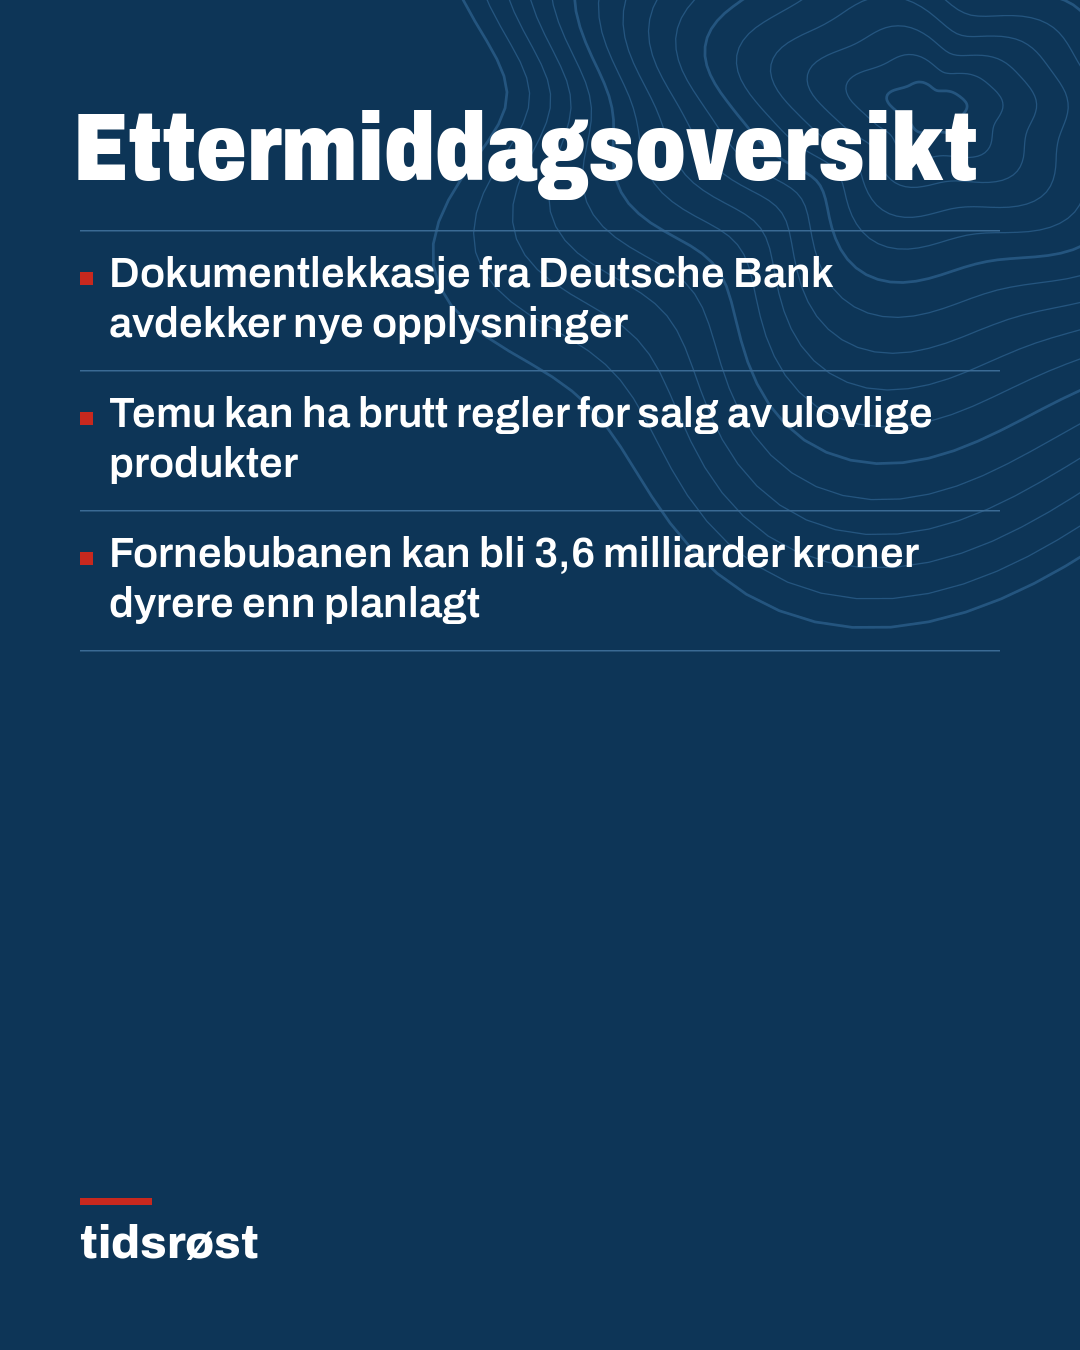 Ettermiddagsoversikt
Dokumentlekkasje fra Deutsche Bank
avdekker nye opplysninger
Temu kan ha brutt regler for salg av ulovlige
produkter
Fornebubanen kan bli 3,6 milliarder kroner
dyrere enn planlagt
tidsrøst